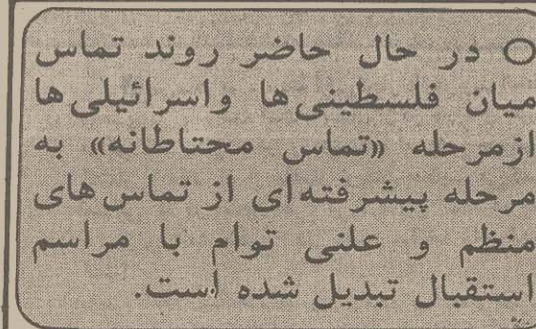 ○ در حال حاضر روند تماس
میان فلسطینی‌ها واسرائیلی‌ها
ازمرحله «تماس محتاطانه» به
مرحله پیشرفته‌ای از تماس‌های
منظم و علنی توام با مراسم
استقبال تبدیل شده است.